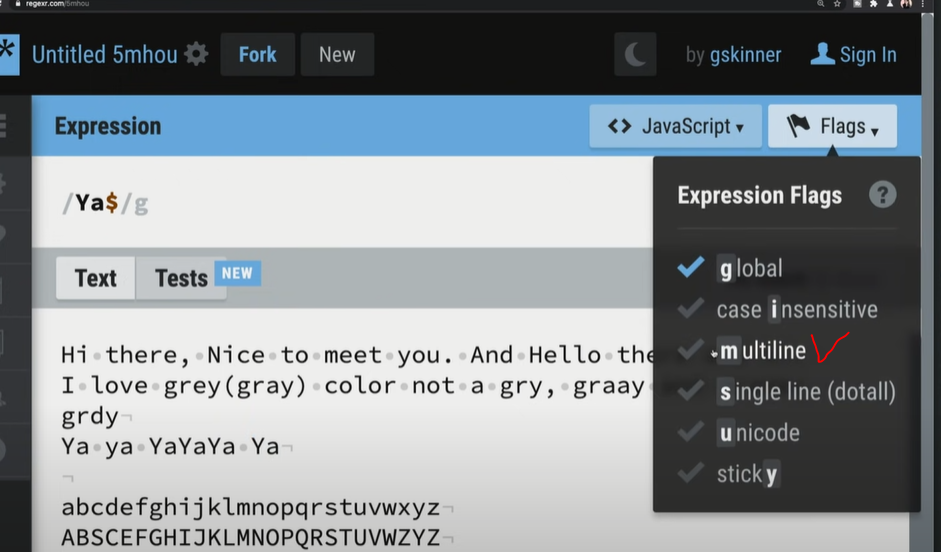 regexr.com/5mhou
Untitled 5mhou Fork New by gskinner Sign In
Expression <> JavaScript Flags
/Ya$/g
Expression Flags ?
Text Tests NEW
global
case insensitive
multiline
single line (dotall)
unicode
sticky
Hi there, Nice to meet you. And Hello the
I love grey(gray) color not a gry, graay
grdy
Ya ya YaYaYa Ya
abcdefghijklmnopqrstuvwxyz
ABSCEFGHIJKLMNOPQRSTUVWZYZ